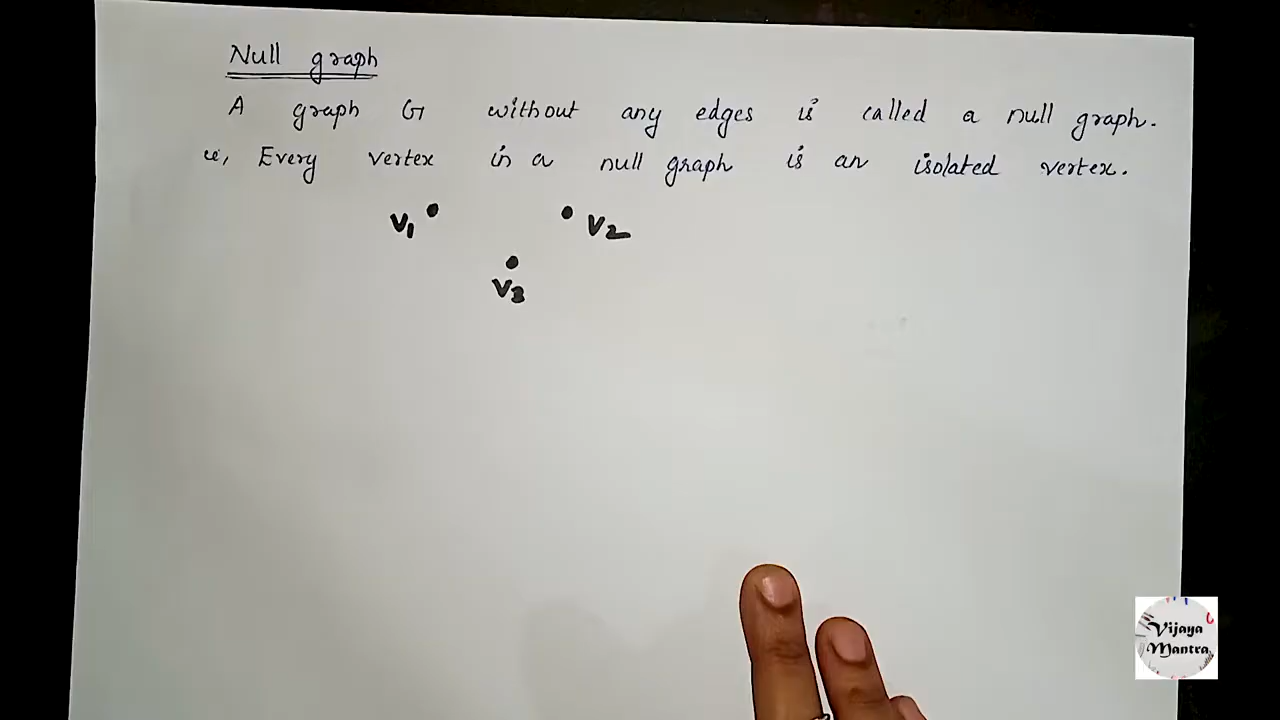 Null graph
A graph G without any edges is called a null graph.
ie, Every vertex in a null graph is an isolated vertex.
V1 V2
V3
Vijaya
Mantra